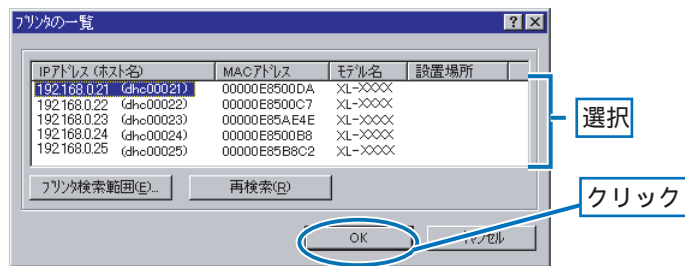 プリンタの一覧
IPアドレス (ホスト名) MACアドレス モデル名 設置場所
192.168.0.21 (dhc00021) 00000E8500DA XL-XXXX
192.168.0.22 (dhc00022) 00000E8500C7 XL-XXXX
192.168.0.23 (dhc00023) 00000E85AE4E XL-XXXX
192.168.0.24 (dhc00024) 00000E8500B8 XL-XXXX
192.168.0.25 (dhc00025) 00000E85B8C2 XL-XXXX
選択
プリンタ検索範囲(E)... 再検索(R)
クリック
OK キャンセル